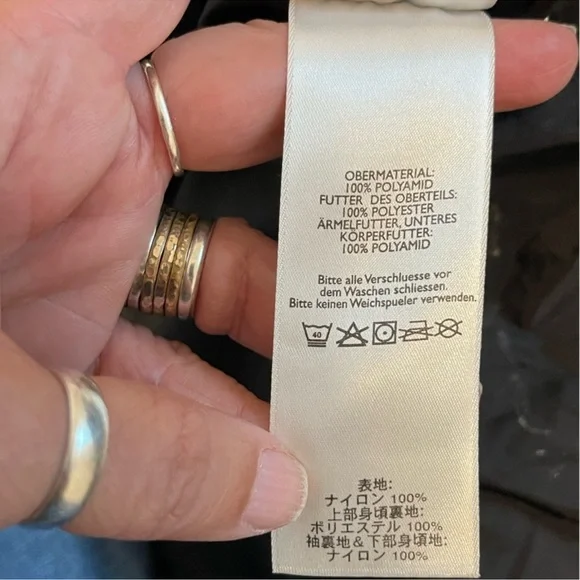 OBERMATERIAL:
100% POLYAMID
FUTTER DES OBERTEILS:
100% POLYESTER
ÄRMELFUTTER, UNTERES
KÖRPERFUTTER:
100% POLYAMID
Bitte alle Verschluesse vor
dem Waschen schliessen.
Bitte keinen Weichspueler verwenden.
40
表地:
ナイロン 100%
上部身頃裏地:
ポリエステル 100%
袖裏地 & 下部身頃裏地:
ナイロン 100%